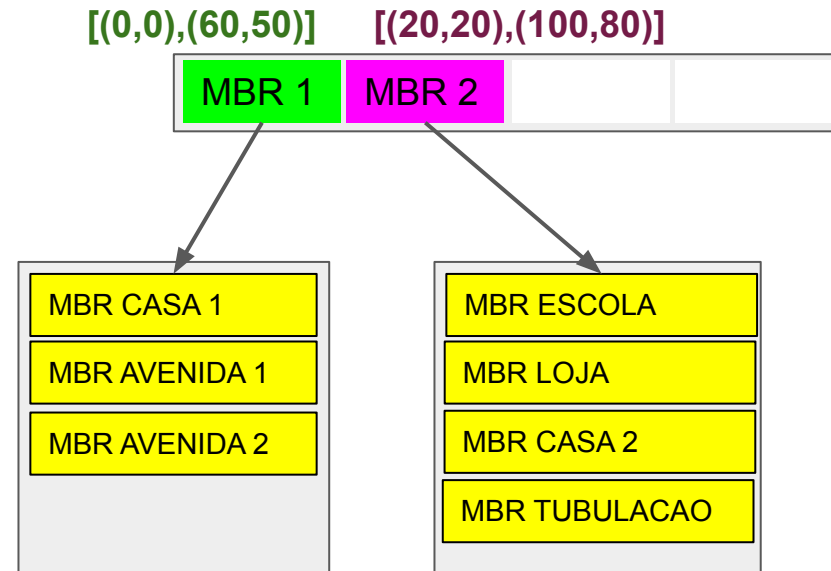 [(0,0),(60,50)] [(20,20),(100,80)]
MBR 1 MBR 2
MBR CASA 1
MBR AVENIDA 1
MBR AVENIDA 2
MBR ESCOLA
MBR LOJA
MBR CASA 2
MBR TUBULACAO